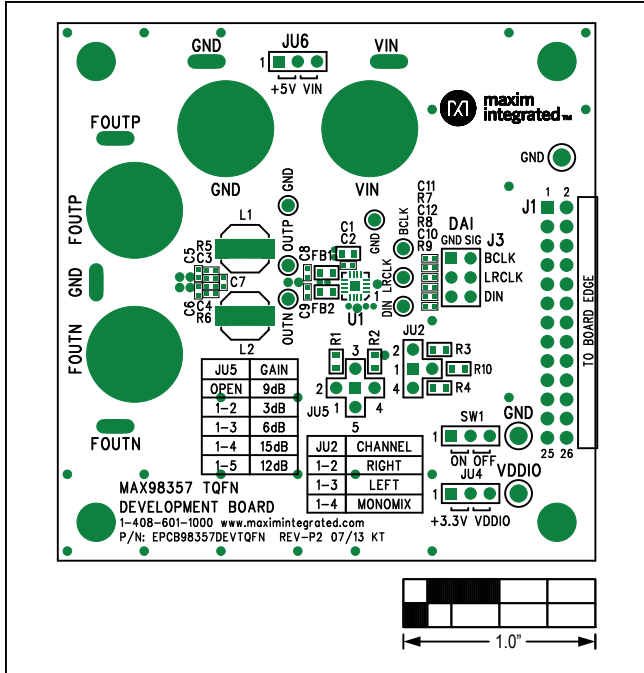 GND
JU6
VIN
1
+5V VIN
maxim
integrated™
FOUTP
GND
FOUTP
GND
VIN
GND
OUTP
GND
BCLK
C11
R7
C12
R8
C10
R9
DAI
GND SIG
J3
BCLK
LRCLK
DIN
J1
1 2
L1
R5
C5
C3
C7
C4
C6
R6
L2
C8
FB1
C1
C2
C9
FB2
U1
1
OUTN
LRCLK
DIN
GND
FOUTN
FOUTN
TO BOARD EDGE
R1
R2
3
2
4
1
5
JU5
JU2
2
1
4
R3
R10
R4
SW1
GND
1
ON OFF
JU4
VDDIO
1
+3.3V VDDIO
25 26
JU5 GAIN
OPEN 9dB
1-2 3dB
1-3 6dB
1-4 15dB
1-5 12dB
JU2 CHANNEL
1-2 RIGHT
1-3 LEFT
1-4 MONOMIX
MAX98357 TQFN
DEVELOPMENT BOARD
1-408-601-1000 www.maximintegrated.com
P/N: EPCB98357DEVTQFN REV-P2 07/13 KT
1.0"